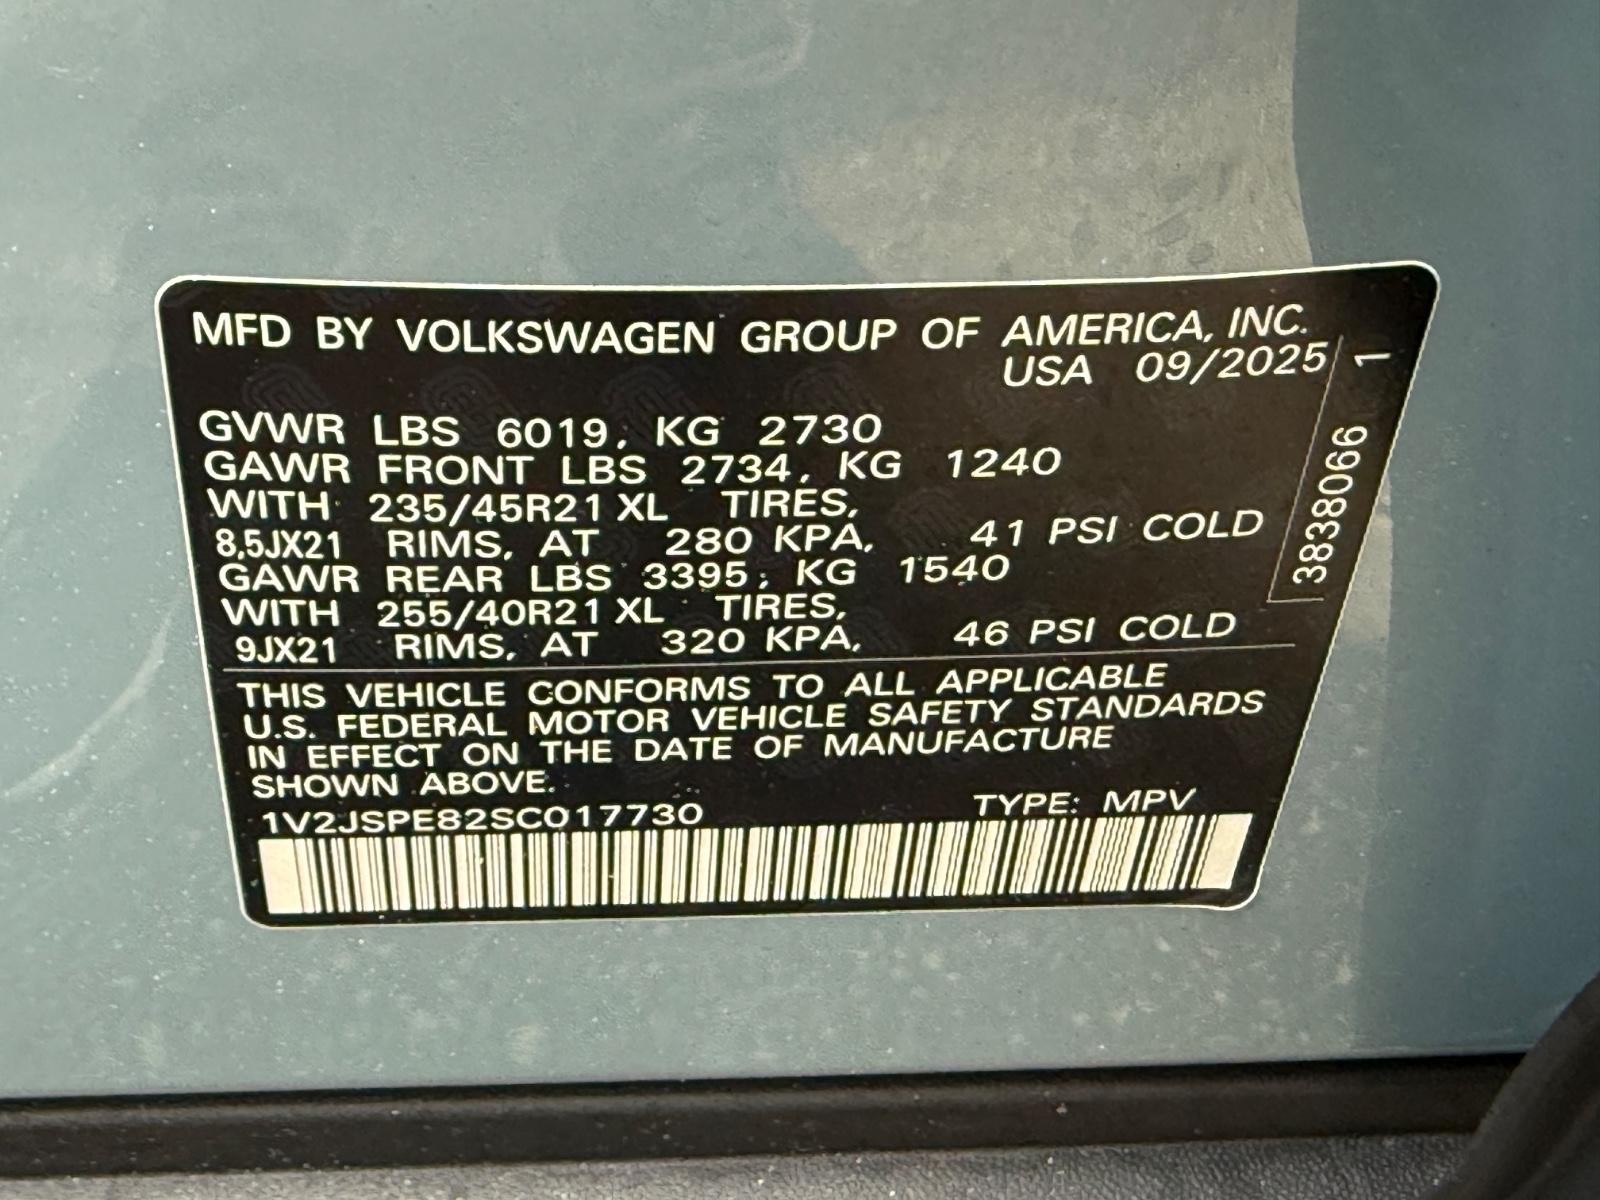 MFD BY VOLKSWAGEN GROUP OF AMERICA, INC.
USA 09/2025
GVWR LBS 6019, KG 2730
GAWR FRONT LBS 2734, KG 1240
WITH 235/45R21 XL TIRES,
8,5JX21 RIMS, AT 280 KPA, 41 PSI COLD
GAWR REAR LBS 3395, KG 1540
WITH 255/40R21 XL TIRES,
9JX21 RIMS, AT 320 KPA, 46 PSI COLD
THIS VEHICLE CONFORMS TO ALL APPLICABLE
U.S. FEDERAL MOTOR VEHICLE SAFETY STANDARDS
IN EFFECT ON THE DATE OF MANUFACTURE
SHOWN ABOVE.
1V2JSPE82SC017730 TYPE: MPV
3838066 1